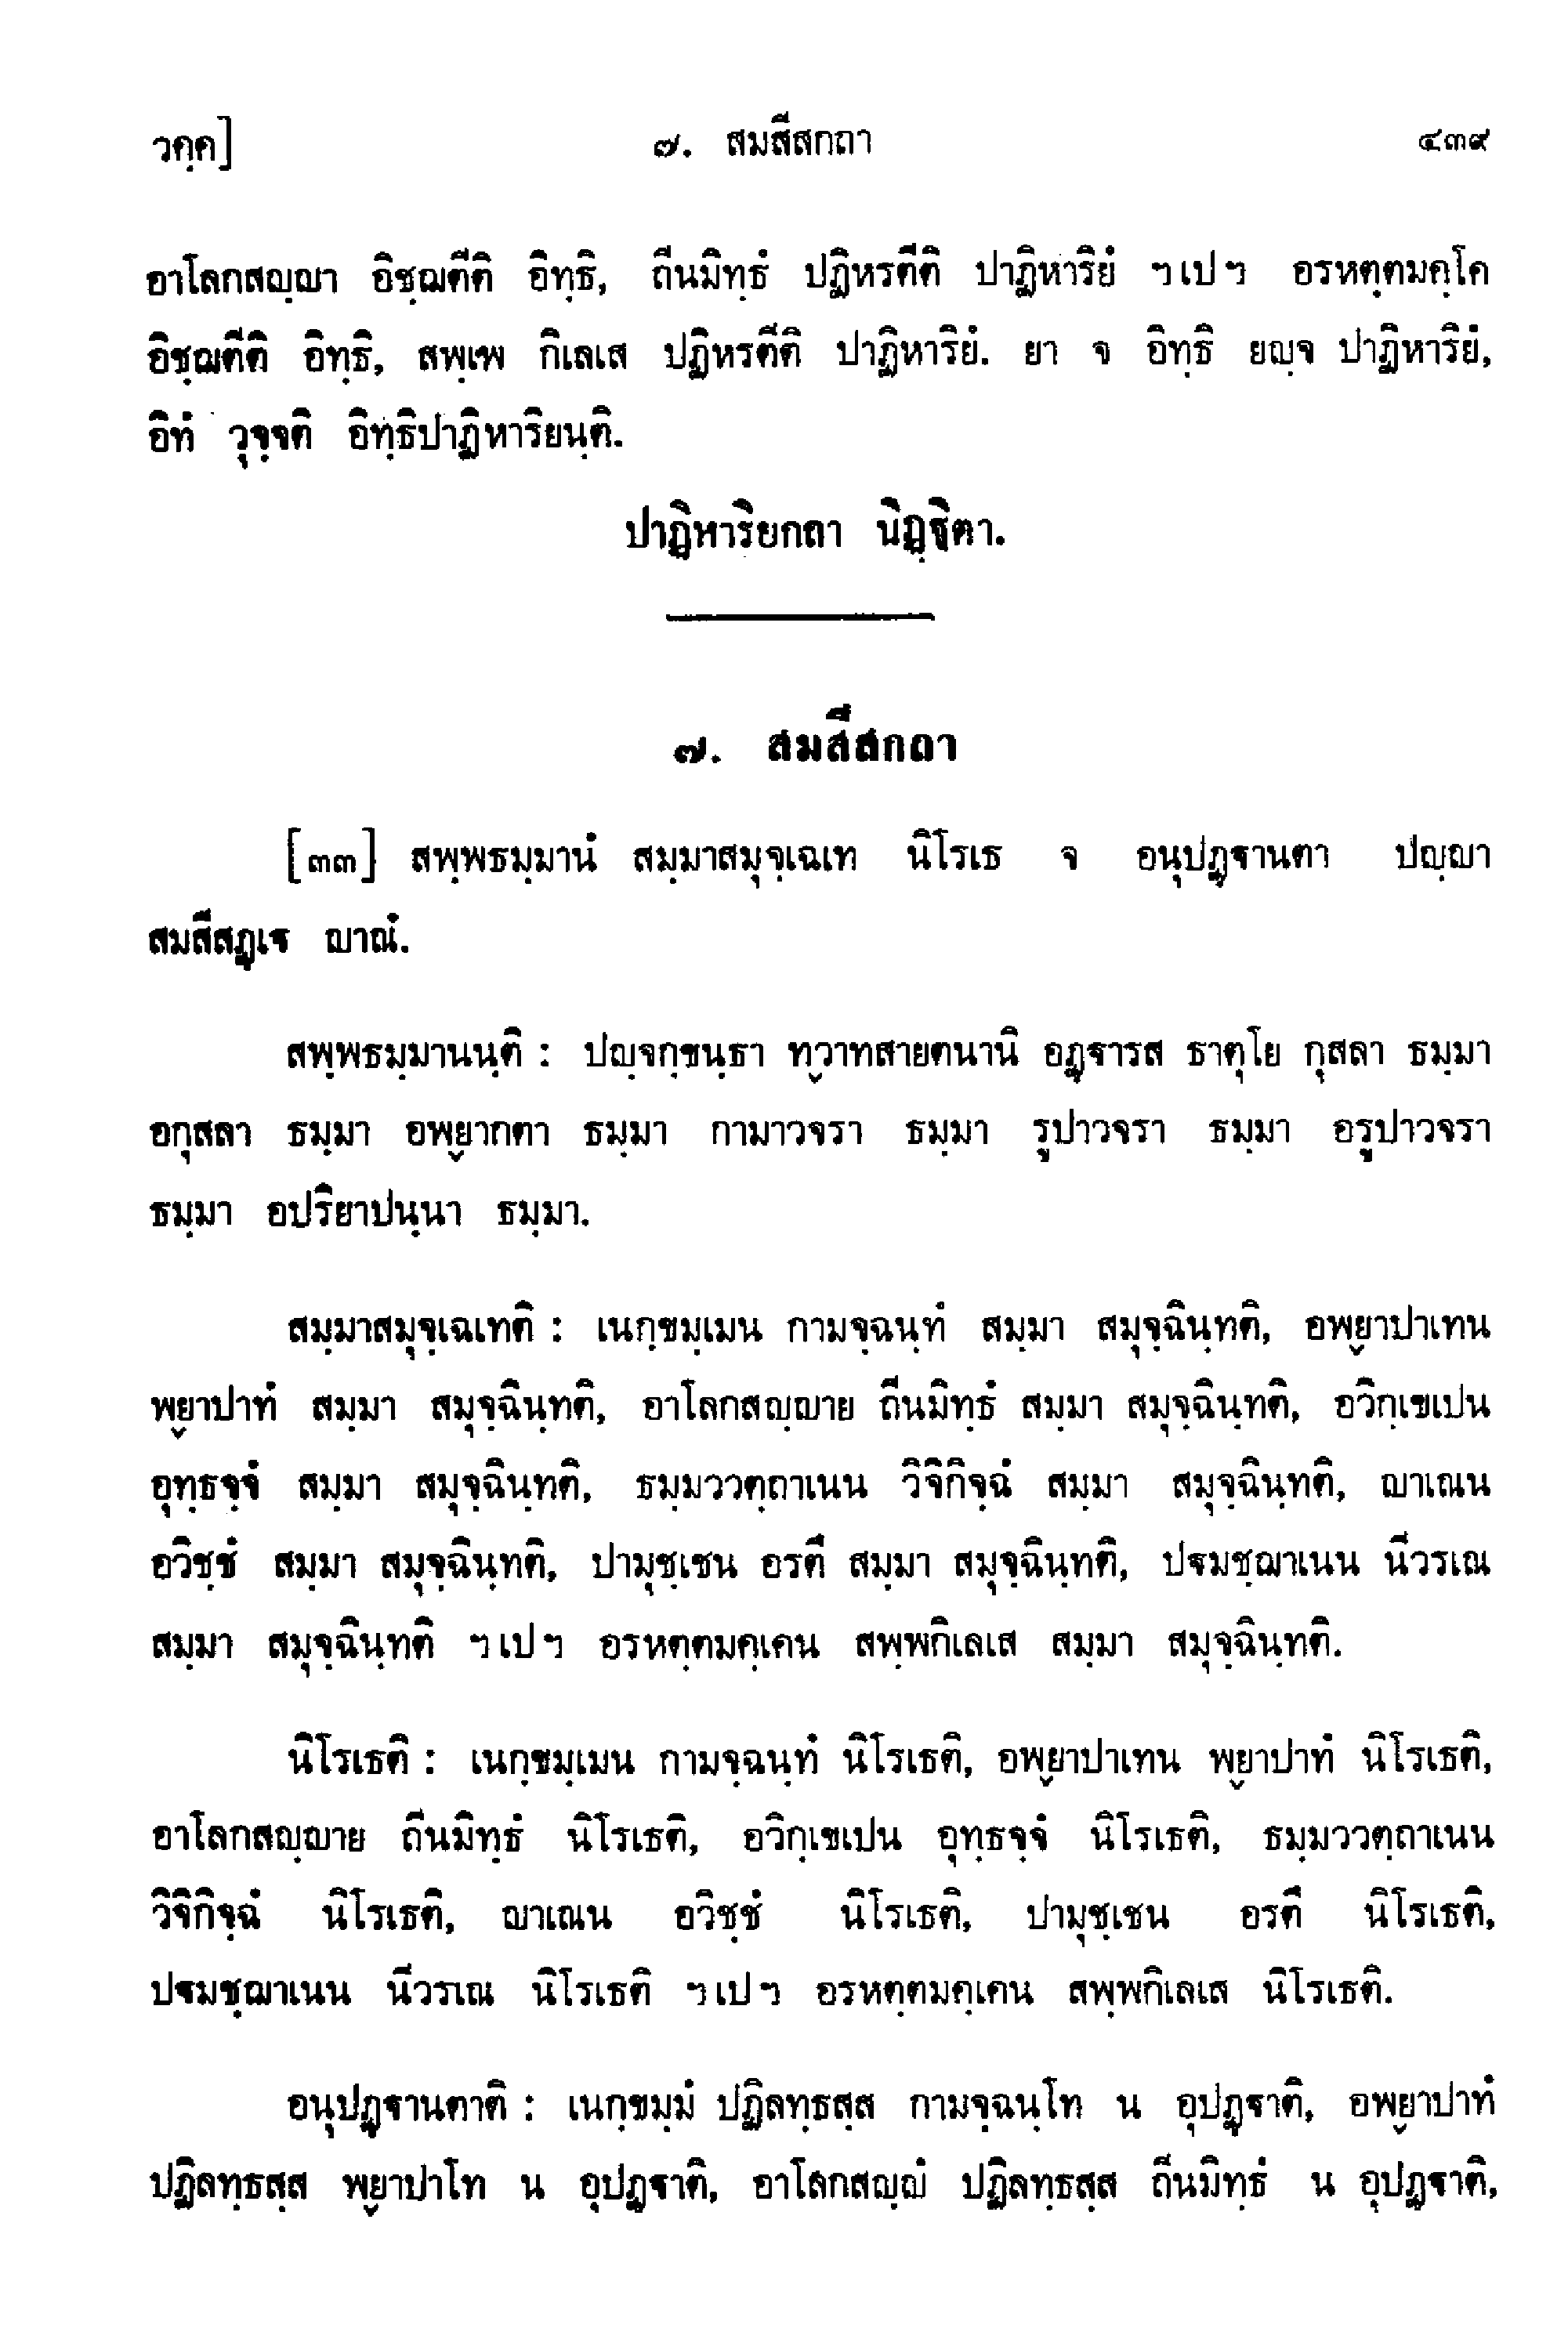 วคฺค]
๗. สมสีสกถา
๔๓๙
อาโลกสญฺญา อิชฺฌตีติ อิทฺธิ, ถีนมิทฺธํ ปฏิหรตีติ ปาฏิหาริยํ ฯเปฯ อรหตฺตมคฺโค
อิชฺฌตีติ อิทฺธิ, สพฺเพ กิเลเส ปฏิหรตีติ ปาฏิหาริยํ. ยา จ อิทฺธิ ยญฺจ ปาฏิหาริยํ,
อิทํ วุจฺจติ อิทฺธิปาฏิหาริยนฺติ.
ปาฏิหาริยกถา นิฏฺฐิตา.
๗. สมสีสกถา
[๓๓] สพฺพธมฺมานํ สมฺมาสมุจฺเฉเท นิโรเธ จ อนุปฏฺฐานตา ปญฺญา
สมสีสฏฺเฐ ญาณํ.
สพฺพธมฺมานนฺติ : ปญฺจกฺขนฺธา ทฺวาทสายตนานิ อฏฺฐารส ธาตุโย กุสลา ธมฺมา
อกุสลา ธมฺมา อพฺยากตา ธมฺมา กามาวจรา ธมฺมา รูปาวจรา ธมฺมา อรูปาวจรา
ธมฺมา อปริยาปนฺนา ธมฺมา.
สมฺมาสมุจฺเฉเทติ : เนกฺขมฺเมน กามจฺฉนฺทํ สมฺมา สมุจฺฉินฺทติ, อพฺยาปาเทน
พฺยาปาทํ สมฺมา สมุจฺฉินฺทติ, อาโลกสญฺญาย ถีนมิทฺธํ สมฺมา สมุจฺฉินฺทติ, อวิกฺเขเปน
อุทฺธจฺจํ สมฺมา สมุจฺฉินฺทติ, ธมฺมววตฺถาเนน วิจิกิจฺฉํ สมฺมา สมุจฺฉินฺทติ, ญาเณน
อวิชฺชํ สมฺมา สมุจฺฉินฺทติ, ปามุชฺเชน อรตึ สมฺมา สมุจฺฉินฺทติ, ปฐมชฺฌาเนน นีวรเณ
สมฺมา สมุจฺฉินฺทติ ฯเปฯ อรหตฺตมคฺเคน สพฺพกิเลเส สมฺมา สมุจฺฉินฺทติ.
นิโรเธติ : เนกฺขมฺเมน กามจฺฉนฺทํ นิโรเธติ, อพฺยาปาเทน พฺยาปาทํ นิโรเธติ,
อาโลกสญฺญาย ถีนมิทฺธํ นิโรเธติ, อวิกฺเขเปน อุทฺธจฺจํ นิโรเธติ, ธมฺมววตฺถาเนน
วิจิกิจฺฉํ นิโรเธติ, ญาเณน อวิชฺชํ นิโรเธติ, ปามุชฺเชน อรตึ นิโรเธติ,
ปฐมชฺฌาเนน นีวรเณ นิโรเธติ ฯเปฯ อรหตฺตมคฺเคน สพฺพกิเลเส นิโรเธติ.
อนุปฏฺฐานตาติ : เนกฺขมฺมํ ปฏิลทฺธสฺส กามจฺฉนฺโท น อุปฏฺฐาติ, อพฺยาปาทํ
ปฏิลทฺธสฺส พฺยาปาโท น อุปฏฺฐาติ, อาโลกสญฺญํ ปฏิลทฺธสฺส ถีนมิทฺธํ น อุปฏฺฐาติ,